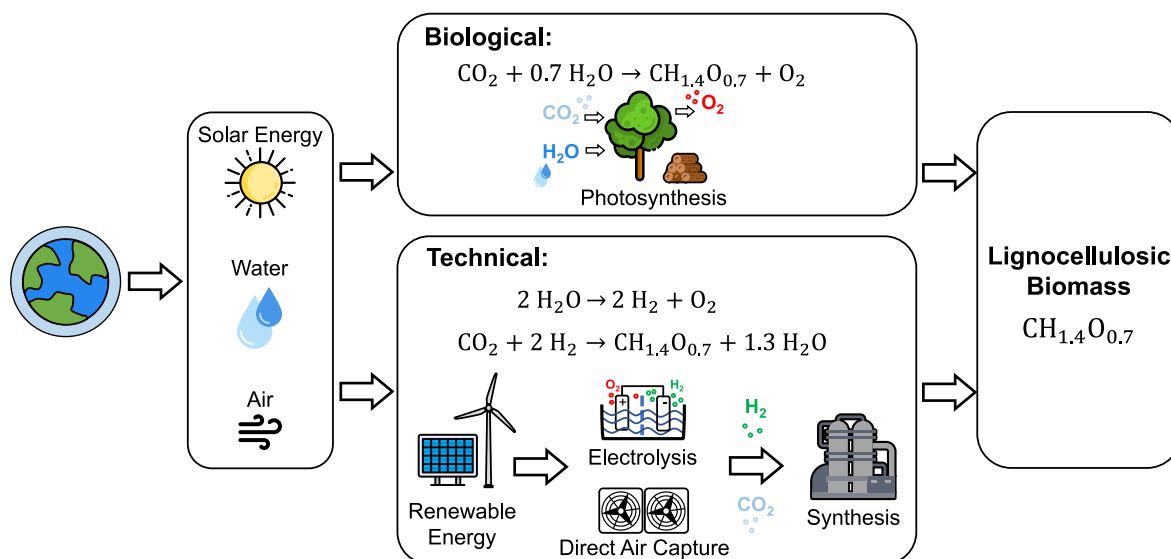 Solar Energy
Water
Air
Biological:
CO₂ + 0.7 H₂O → CH₁.₄O₀.₇ + O₂
CO₂
O₂
H₂O
Photosynthesis
Technical:
2 H₂O → 2 H₂ + O₂
CO₂ + 2 H₂ → CH₁.₄O₀.₇ + 1.3 H₂O
Renewable
Energy
O₂
H₂
+
-
Electrolysis
Direct Air Capture
H₂
CO₂
Synthesis
Lignocellulosic
Biomass
CH₁.₄O₀.₇